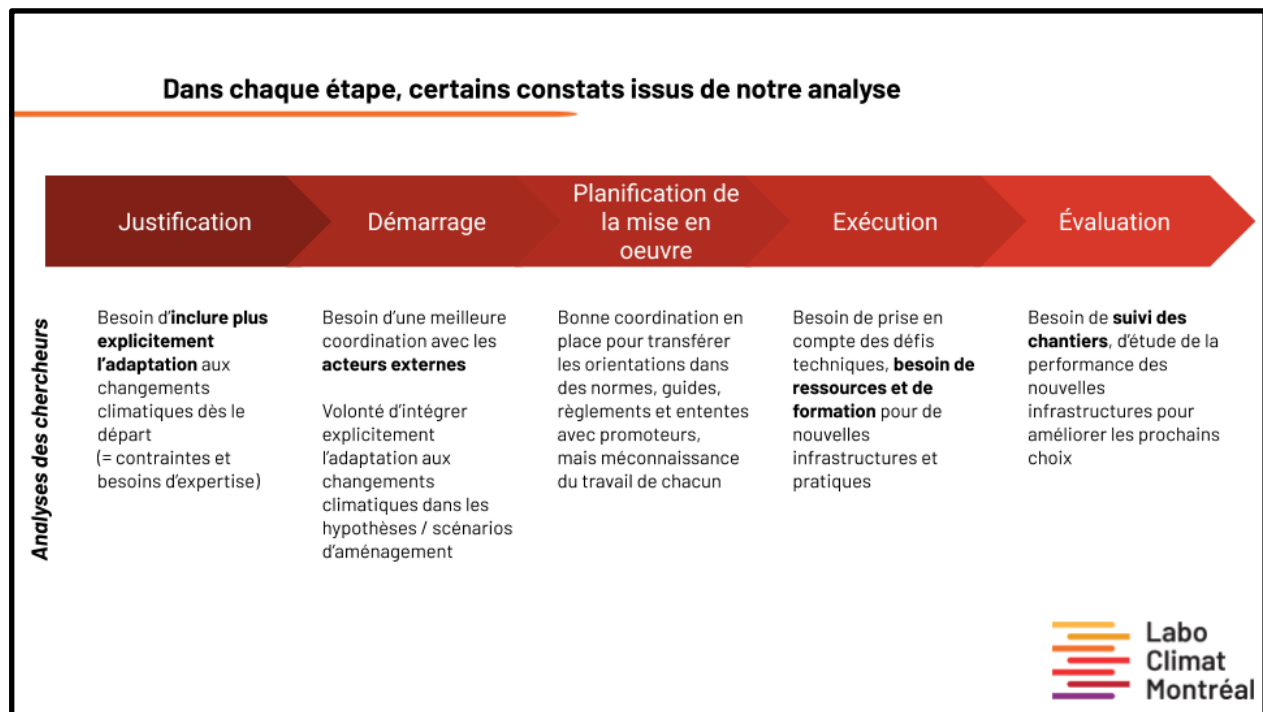 Dans chaque étape, certains constats issus de notre analyse
Justification
Démarrage
Planification de
la mise en
oeuvre
Exécution
Évaluation
Analyses des chercheurs
Besoin d'inclure plus
explicitement
l'adaptation aux
changements
climatiques dès le
départ
(= contraintes et
besoins d'expertise)
Besoin d'une meilleure
coordination avec les
acteurs externes
Volonté d'intégrer
explicitement
l'adaptation aux
changements
climatiques dans les
hypothèses / scénarios
d'aménagement
Bonne coordination en
place pour transférer
les orientations dans
des normes, guides,
règlements et ententes
avec promoteurs,
mais méconnaissance
du travail de chacun
Besoin de prise en
compte des défis
techniques, besoin de
ressources et de
formation pour de
nouvelles
infrastructures et
pratiques
Besoin de suivi des
chantiers, d'étude de la
performance des
nouvelles
infrastructures pour
améliorer les prochains
choix
Labo
Climat
Montréal